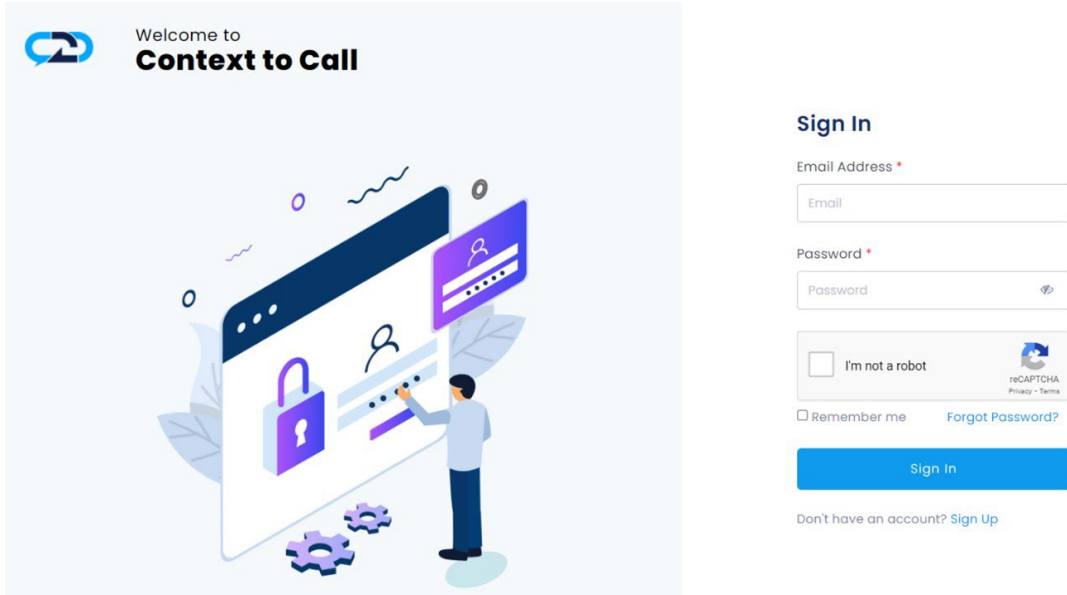 Welcome to
Context to Call
Sign In
Email Address *
Email
Password *
Password
I'm not a robot
reCAPTCHA
Privacy - Terms
Remember me
Forgot Password?
Sign In
Don't have an account? Sign Up